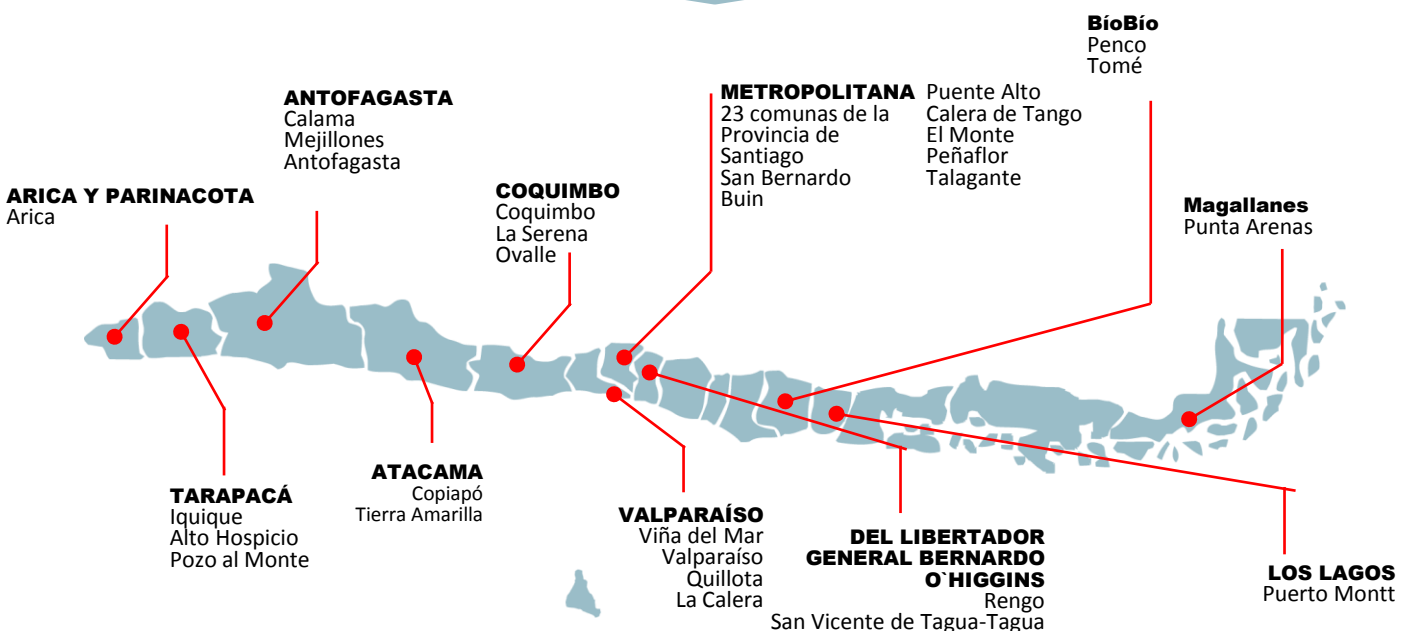 BíoBío
Penco
Tomé
ANTOFAGASTA
Calama
Mejillones
Antofagasta
METROPOLITANA
23 comunas de la
Provincia de
Santiago
San Bernardo
Buin
Puente Alto
Calera de Tango
El Monte
Peñaflor
Talagante
ARICA Y PARINACOTA
Arica
COQUIMBO
Coquimbo
La Serena
Ovalle
Magallanes
Punta Arenas
TARAPACÁ
Iquique
Alto Hospicio
Pozo al Monte
ATACAMA
Copiapó
Tierra Amarilla
VALPARAÍSO
Viña del Mar
Valparaíso
Quillota
La Calera
DEL LIBERTADOR
GENERAL BERNARDO
O`HIGGINS
Rengo
San Vicente de Tagua-Tagua
LOS LAGOS
Puerto Montt